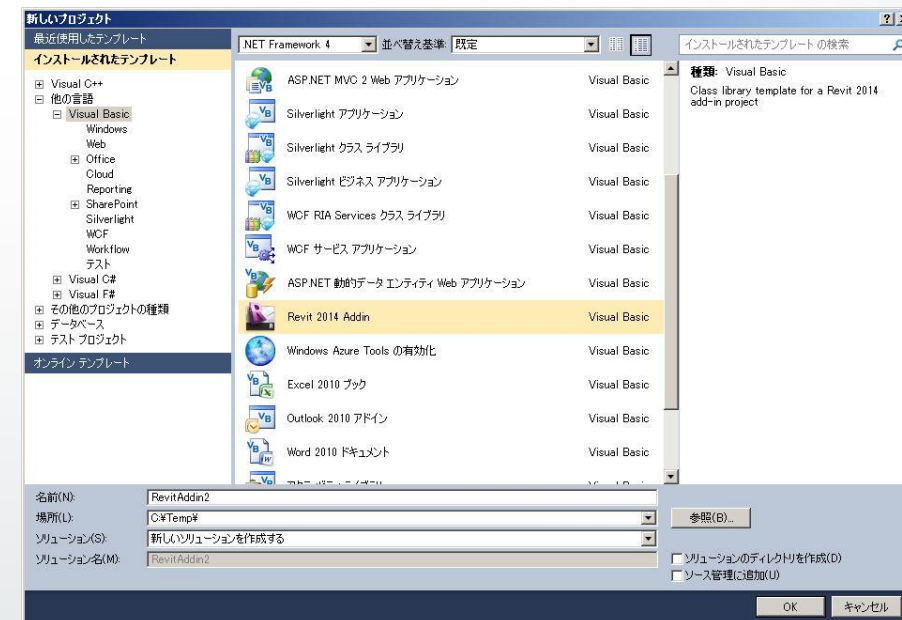 新しいプロジェクト
最近使用したテンプレート
インストールされたテンプレート
Visual C++
他の言語
Visual Basic
Windows
Web
Office
Cloud
Reporting
SharePoint
Silverlight
WCF
Workflow
テスト
Visual C#
Visual F#
その他のプロジェクトの種類
データベース
テスト プロジェクト
オンライン テンプレート
.NET Framework 4
並べ替え基準: 既定
ASP.NET MVC 2 Web アプリケーション Visual Basic
Silverlight アプリケーション Visual Basic
Silverlight クラス ライブラリ Visual Basic
Silverlight ビジネス アプリケーション Visual Basic
WCF RIA Services クラス ライブラリ Visual Basic
WCF サービス アプリケーション Visual Basic
ASP.NET 動的データ エンティティ Web アプリケーション Visual Basic
Revit 2014 Addin Visual Basic
Windows Azure Tools の有効化 Visual Basic
Excel 2010 ブック Visual Basic
Outlook 2010 アドイン Visual Basic
Word 2010 ドキュメント Visual Basic
インストールされたテンプレート の検索
種類: Visual Basic
Class library template for a Revit 2014
add-in project
名前(N): RevitAddin2
場所(L): C:¥Temp¥
参照(B)...
ソリューション(S): 新しいソリューションを作成する
ソリューション名(M): RevitAddin2
ソリューションのディレクトリを作成(D)
ソース管理に追加(U)
OK キャンセル